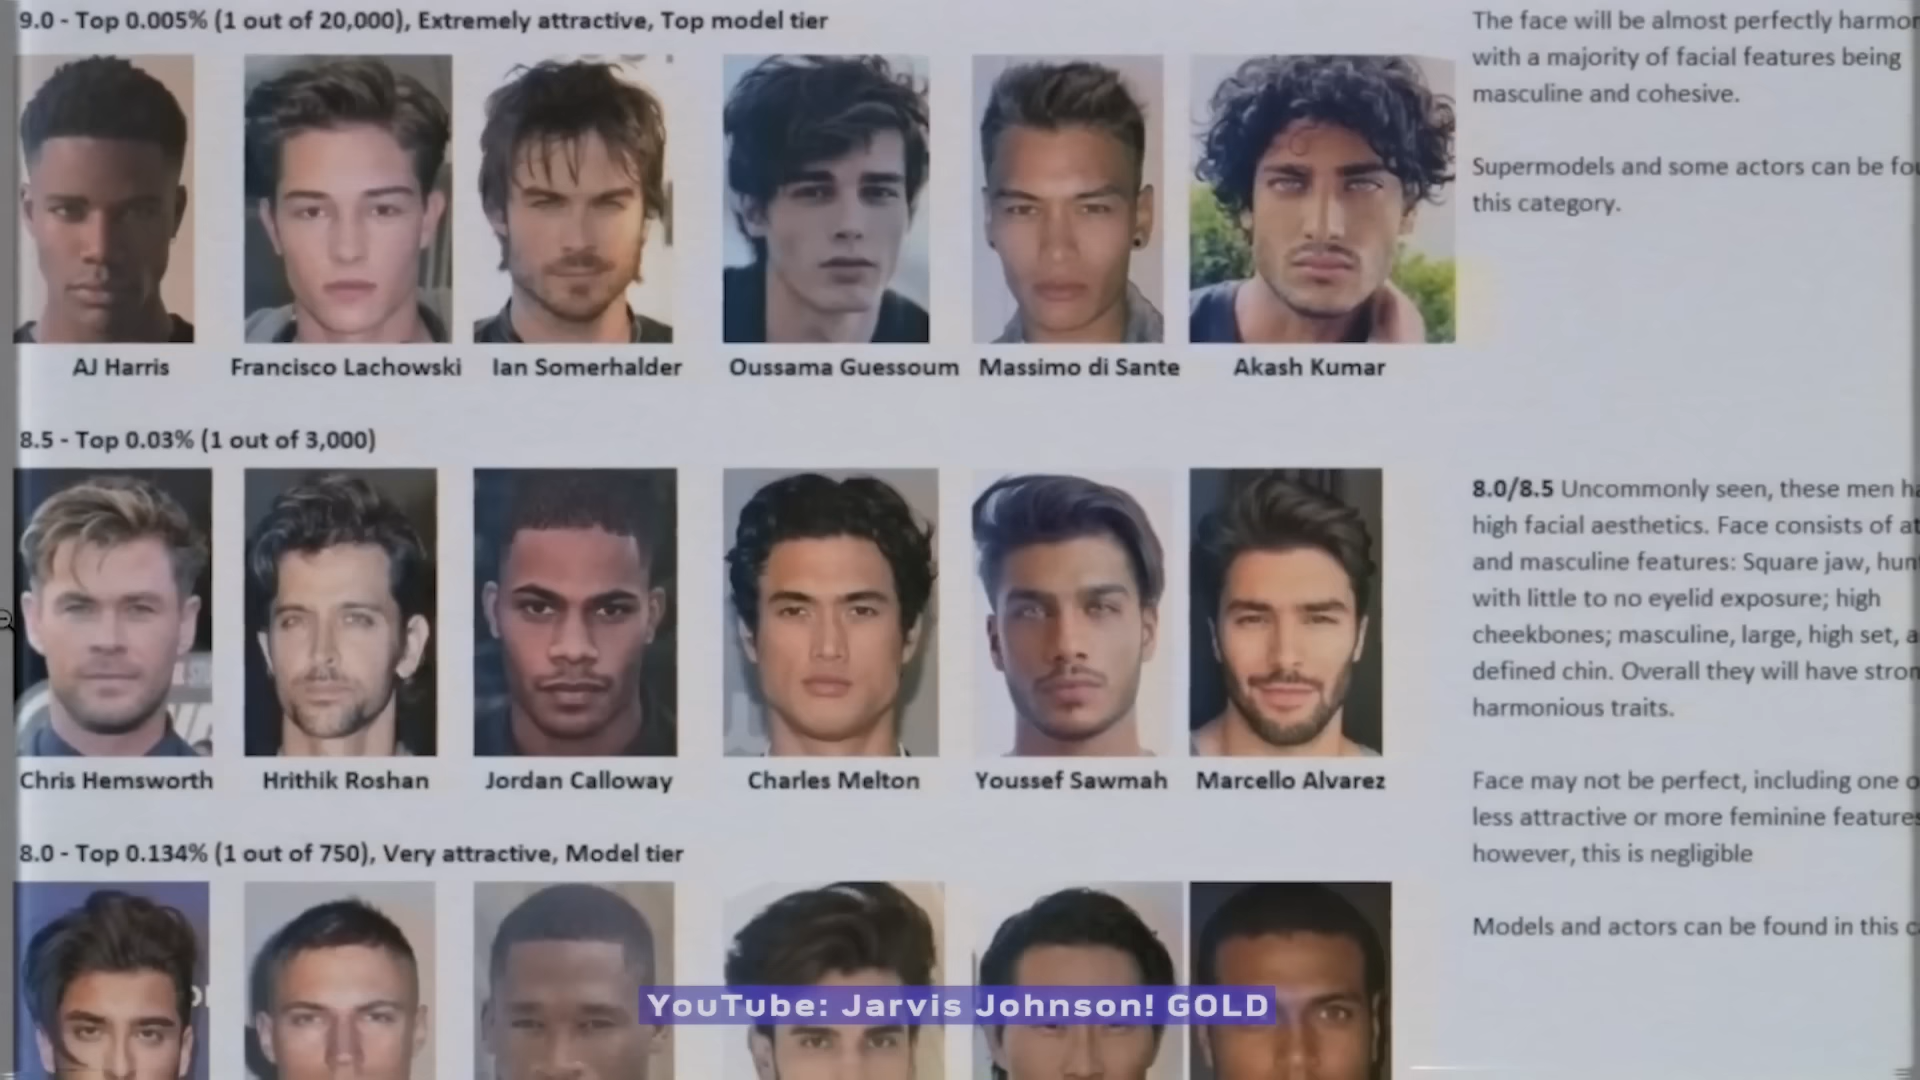 9.0 - Top 0.005% (1 out of 20,000), Extremely attractive, Top model tier
AJ Harris
Francisco Lachowski
Ian Somerhalder
Oussama Guessoum
Massimo di Sante
Akash Kumar
The face will be almost perfectly harmon
with a majority of facial features being
masculine and cohesive.
Supermodels and some actors can be fou
this category.
8.5 - Top 0.03% (1 out of 3,000)
Chris Hemsworth
Hrithik Roshan
Jordan Calloway
Charles Melton
Youssef Sawmah
Marcello Alvarez
8.0/8.5 Uncommonly seen, these men ha
high facial aesthetics. Face consists of at
and masculine features: Square jaw, hun
with little to no eyelid exposure; high
cheekbones; masculine, large, high set, a
defined chin. Overall they will have stron
harmonious traits.
Face may not be perfect, including one o
less attractive or more feminine features
however, this is negligible
Models and actors can be found in this c
8.0 - Top 0.134% (1 out of 750), Very attractive, Model tier
YouTube: Jarvis Johnson! GOLD